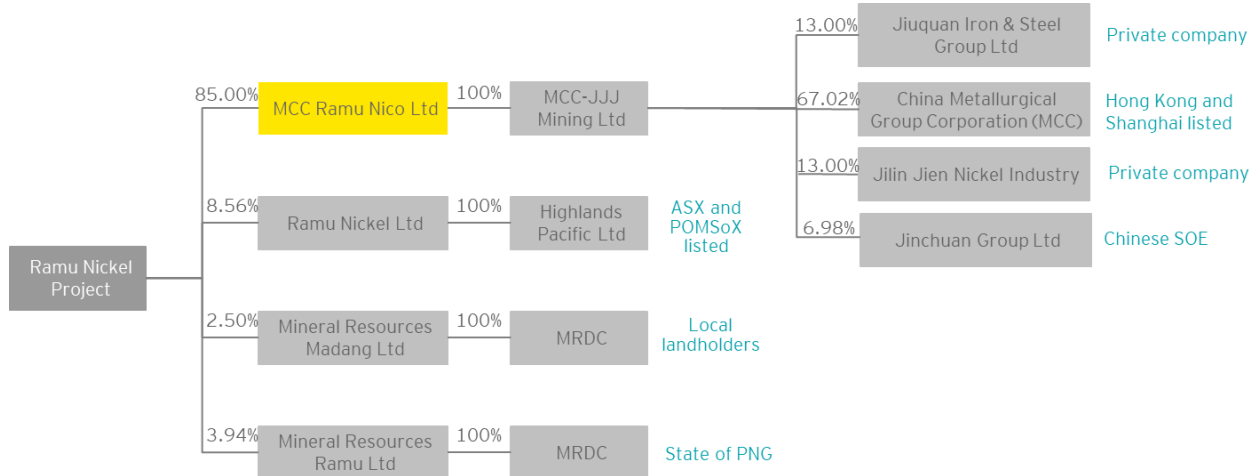 Ramu Nickel
Project
85.00%
MCC Ramu Nico Ltd
100%
MCC-JJJ
Mining Ltd
13.00%
Jiuquan Iron & Steel
Group Ltd
Private company
67.02%
China Metallurgical
Group Corporation (MCC)
Hong Kong and
Shanghai listed
13.00%
Jilin Jien Nickel Industry
Private company
6.98%
Jinchuan Group Ltd
Chinese SOE
8.56%
Ramu Nickel Ltd
100%
Highlands
Pacific Ltd
ASX and
POMSoX
listed
2.50%
Mineral Resources
Madang Ltd
100%
MRDC
Local
landholders
3.94%
Mineral Resources
Ramu Ltd
100%
MRDC
State of PNG